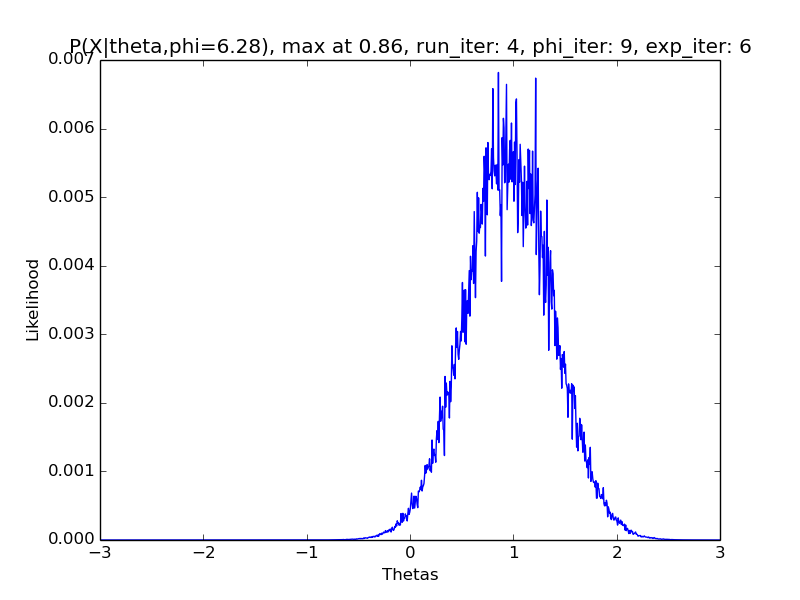 P(X|theta,phi=6.28), max at 0.86, run_iter: 4, phi_iter: 9, exp_iter: 6
0.007
0.006
0.005
0.004
0.003
0.002
0.001
0.000
Likelihood
−3 −2 −1 0 1 2 3
Thetas